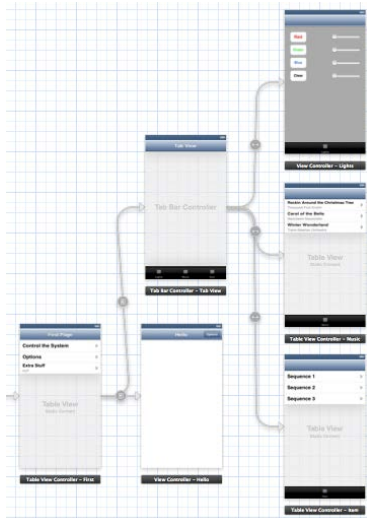 Red
Green
Blue
Clear
View Controller - Lights
Tab View
Tab Bar Controller
Tab Bar Controller - Tab View
Rockin Around the Christmas Tree
Carol of the Bells
Winter Wonderland
Table View
Table View Controller - Music
First Page
Control the System
Options
Extra Stuff
Table View
Table View Controller - First
Hello
View Controller - Hello
Sequence 1
Sequence 2
Sequence 3
Table View
Table View Controller - Item